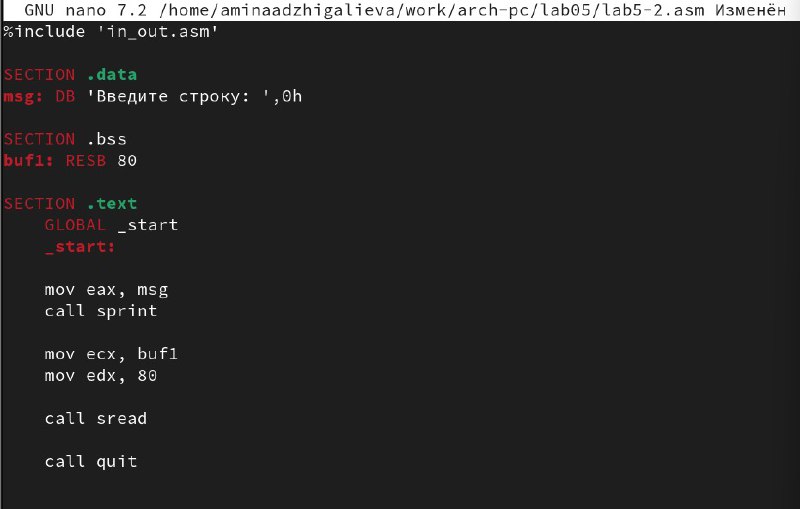 GNU nano 7.2 /home/aminaadzhigalieva/work/arch-pc/lab05/lab5-2.asm Изменён
%include 'in_out.asm'
SECTION .data
msg: DB 'Введите строку: ',0h
SECTION .bss
buf1: RESB 80
SECTION .text
GLOBAL _start
_start:
mov eax, msg
call sprint
mov ecx, buf1
mov edx, 80
call sread
call quit